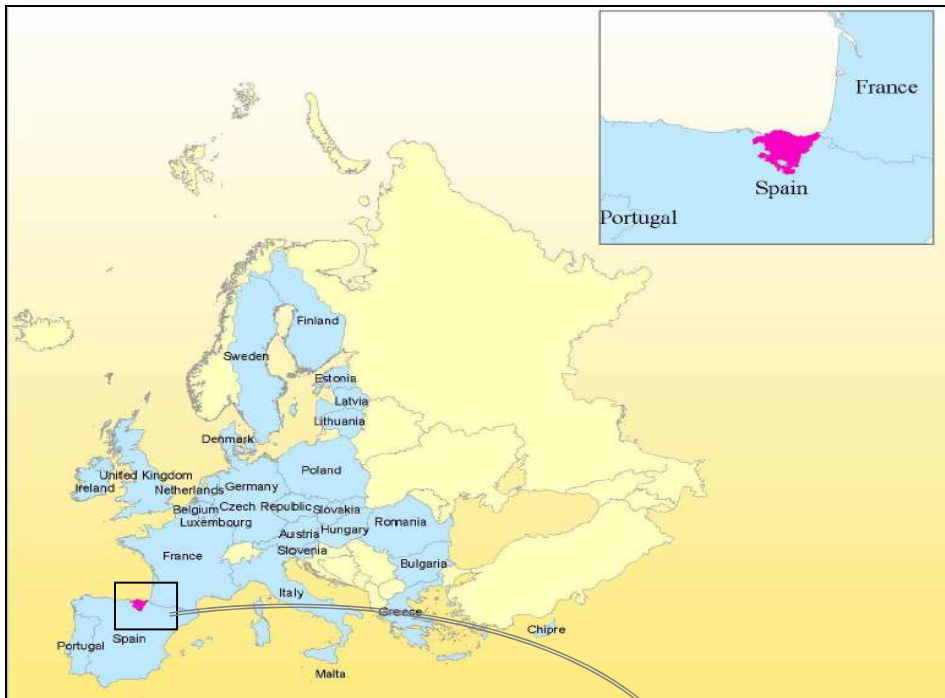 France
Spain
Portugal
Finland
Sweden
Estonia
Latvia
Lithuania
Denmark
Poland
United Kingdom
Ireland
Netherlands
Germany
Belgium
Czech Republic
Slovakia
Luxembourg
Romania
Austria
Hungary
France
Slovenia
Bulgaria
Italy
Greece
Chipre
Spain
Portugal
Malta